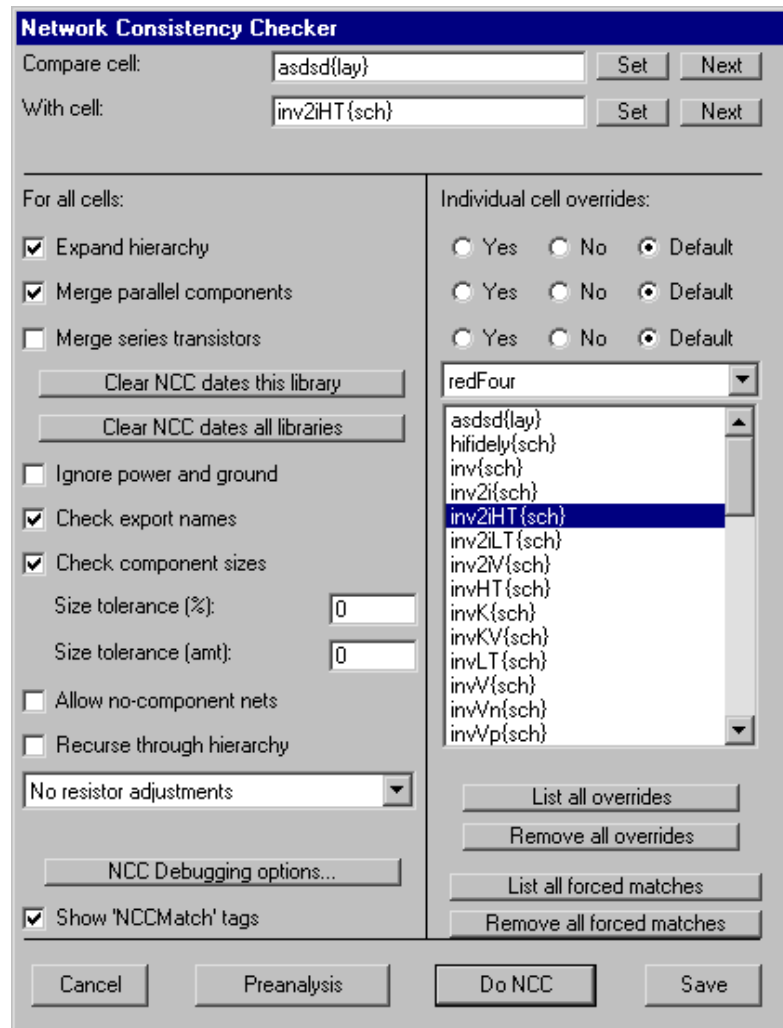 Network Consistency Checker
Compare cell: asdsd{lay} Set Next
With cell: inv2iHT{sch} Set Next
For all cells:
Expand hierarchy
Merge parallel components
Merge series transistors
Clear NCC dates this library
Clear NCC dates all libraries
Ignore power and ground
Check export names
Check component sizes
Size tolerance (%): 0
Size tolerance (amt): 0
Allow no-component nets
Recurse through hierarchy
No resistor adjustments
NCC Debugging options...
Show 'NCCMatch' tags
Individual cell overrides:
Yes No Default
Yes No Default
Yes No Default
redFour
asdsd{lay}
hifidely{sch}
inv{sch}
inv2i{sch}
inv2iHT{sch}
inv2iLT{sch}
inv2iV{sch}
invHT{sch}
invK{sch}
invKV{sch}
invLT{sch}
invV{sch}
invVn{sch}
invVp{sch}
List all overrides
Remove all overrides
List all forced matches
Remove all forced matches
Cancel Preanalysis Do NCC Save